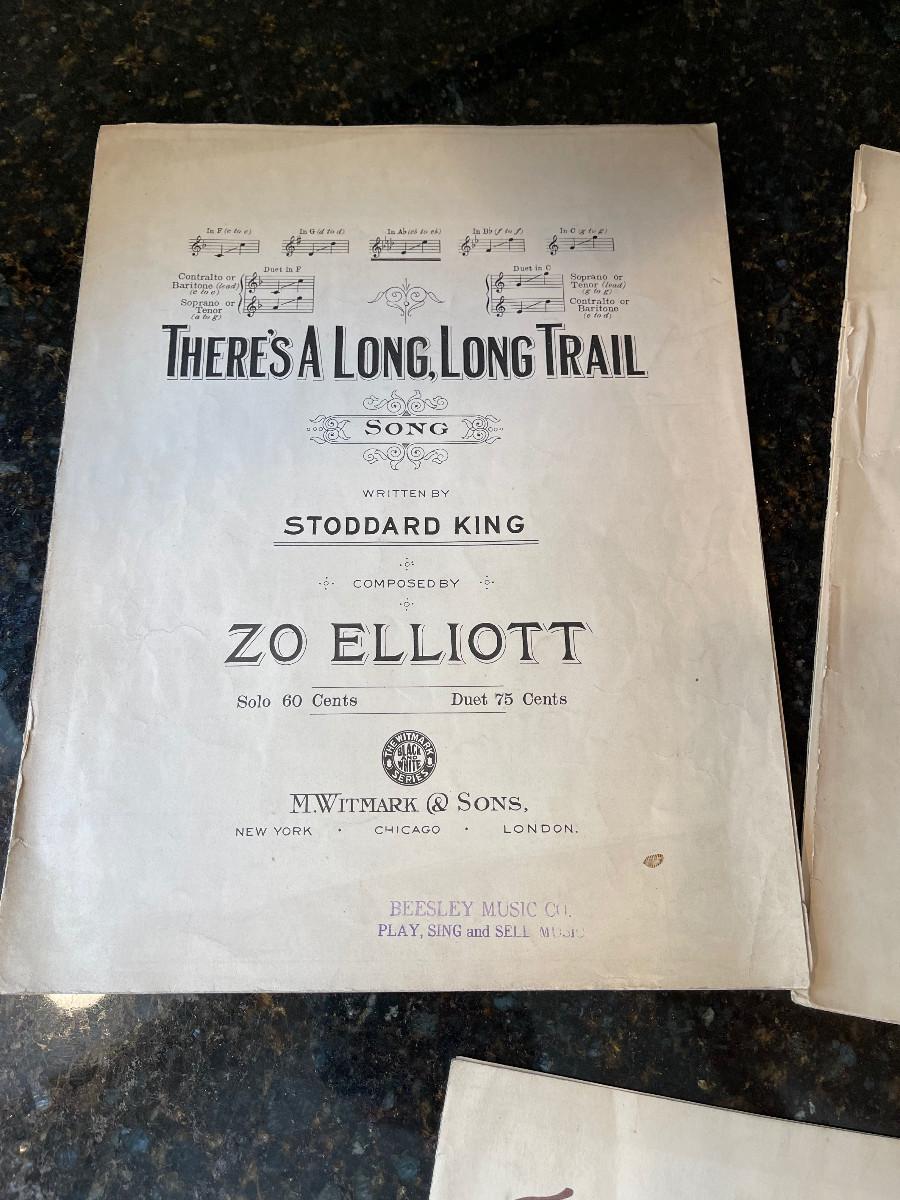 In F (c to c) In G (d to d) In Ab (eb to eb) In Bb (f to f) In C (g to g)
Duet in F Duet in C
Contralto or Baritone (lead) (c to c)
Soprano or Tenor (a to g)
Soprano or Tenor (lead) (g to g)
Contralto or Baritone (c to d)
THERE'S A LONG, LONG TRAIL
SONG
WRITTEN BY
STODDARD KING
COMPOSED BY
ZO ELLIOTT
Solo 60 Cents Duet 75 Cents
THE WITMARK BLACK AND WHITE SERIES
M. WITMARK & SONS,
NEW YORK · CHICAGO · LONDON.
BEESLEY MUSIC CO.
PLAY, SING and SELL MUSIC